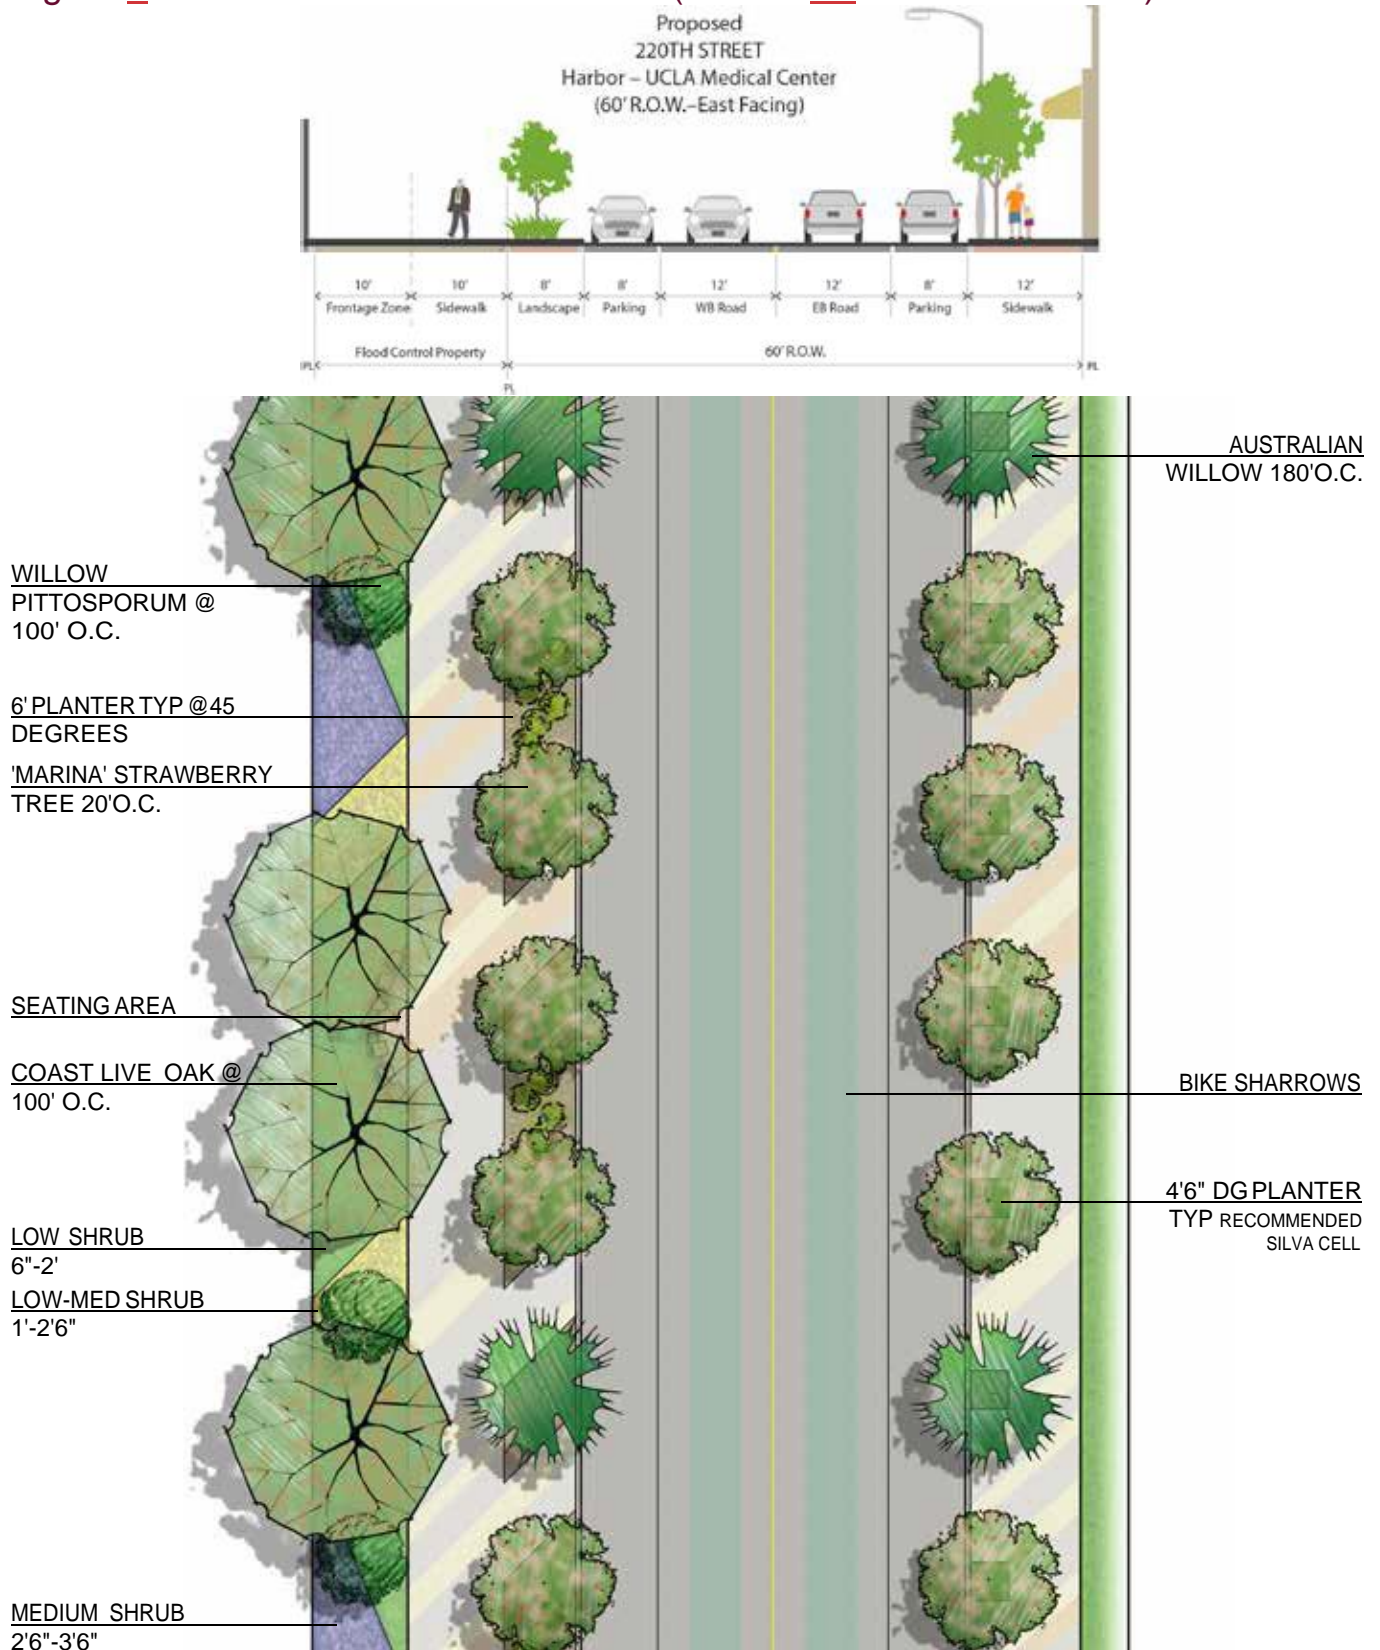 Proposed
220TH STREET
Harbor – UCLA Medical Center
(60' R.O.W.–East Facing)
10' 10' 8' 8' 12' 12' 8' 12'
Frontage Zone Sidewalk Landscape Parking WB Road EB Road Parking Sidewalk
Flood Control Property 60' R.O.W.
PL PL
PL
AUSTRALIAN
WILLOW 180'O.C.
WILLOW
PITTOSPORUM @
100' O.C.
6' PLANTER TYP @45
DEGREES
'MARINA' STRAWBERRY
TREE 20'O.C.
SEATING AREA
COAST LIVE OAK @
100' O.C.
BIKE SHARROWS
4'6" DG PLANTER
TYP RECOMMENDED
SILVA CELL
LOW SHRUB
6"-2'
LOW-MED SHRUB
1'-2'6"
MEDIUM SHRUB
2'6"-3'6"